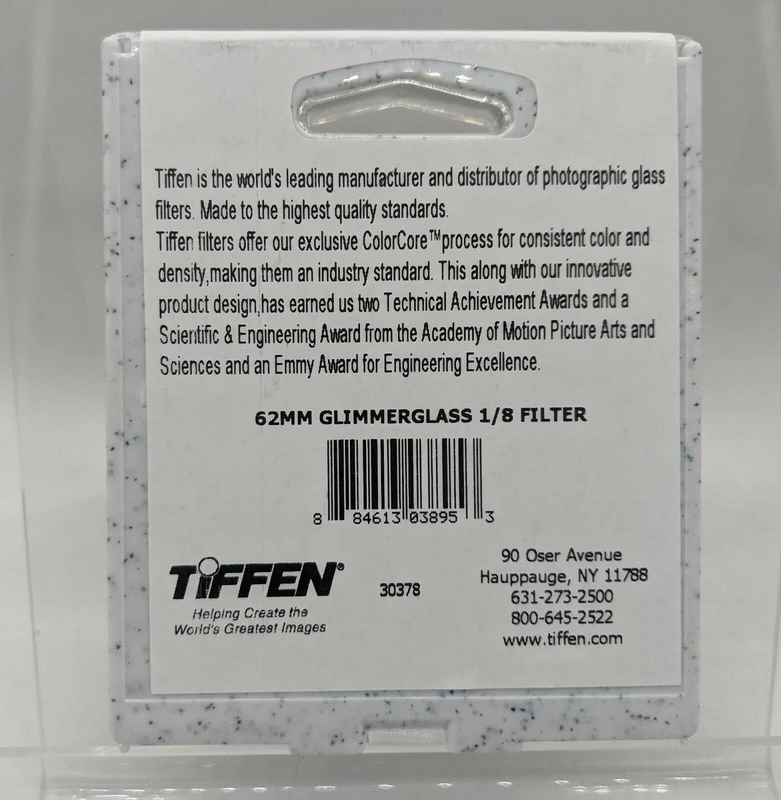 Tiffen is the world's leading manufacturer and distributor of photographic glass
filters. Made to the highest quality standards.
Tiffen filters offer our exclusive ColorCore™process for consistent color and
density,making them an industry standard. This along with our innovative
product design,has earned us two Technical Achievement Awards and a
Scientific & Engineering Award from the Academy of Motion Picture Arts and
Sciences and an Emmy Award for Engineering Excellence.
62MM GLIMMERGLASS 1/8 FILTER
8 84613 03895 3
TiFFEN®
Helping Create the
World's Greatest Images
30378
90 Oser Avenue
Hauppauge, NY 11788
631-273-2500
800-645-2522
www.tiffen.com